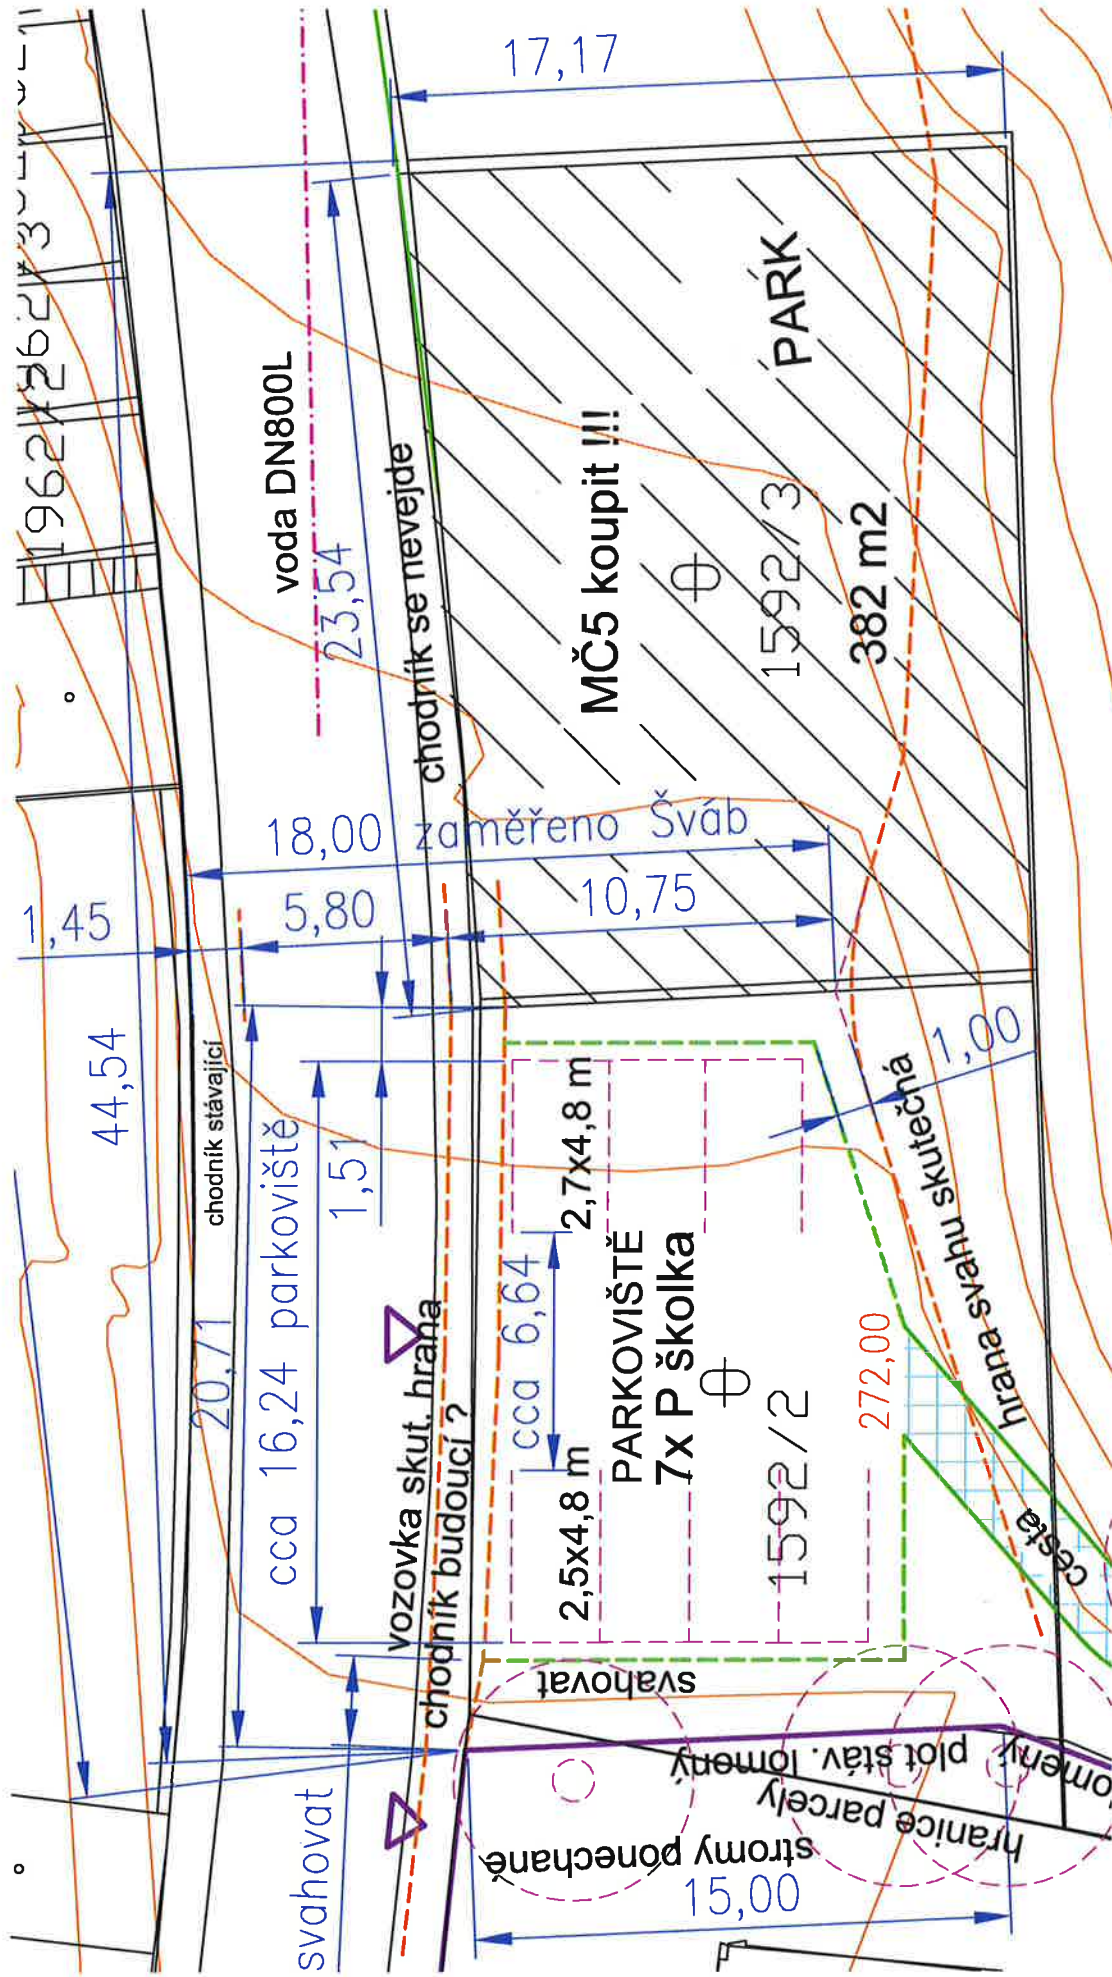 17,17
1962/2
voda DN800L
23,54
chodník se nevejde
PARK
MČ5 koupit !!!
1592/3
382 m2
18,00 zaměřeno Šváb
1,45
5,80
10,75
44,54
chodník stávající
20,71
cca 16,24 parkoviště
1,51
1,00
vozovka skut. hrana
chodník budoucí ?
cca 6,64
2,7x4,8 m
2,5x4,8 m
PARKOVIŠTĚ
7x P školka
1592/2
272,00
hrana svahu skutečná
cesta
svahovat
svahovat
plot stáv. lomený
lomený
hranice parcely
stromy ponechané
15,00